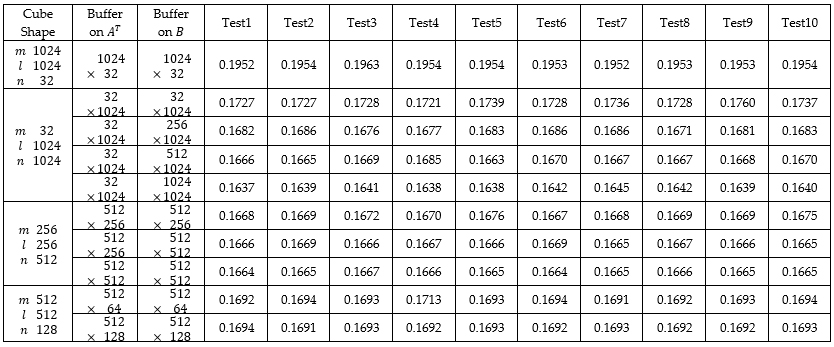 Cube Shape | Buffer on Aᵀ | Buffer on B | Test1 | Test2 | Test3 | Test4 | Test5 | Test6 | Test7 | Test8 | Test9 | Test10
m 1024 l 1024 n 32 | 1024 × 32 | 1024 × 32 | 0.1952 | 0.1954 | 0.1963 | 0.1954 | 0.1954 | 0.1953 | 0.1952 | 0.1953 | 0.1953 | 0.1954
m 32 l 1024 n 1024 | 32 ×1024 | 32 ×1024 | 0.1727 | 0.1727 | 0.1728 | 0.1721 | 0.1739 | 0.1728 | 0.1736 | 0.1728 | 0.1760 | 0.1737
32 ×1024 | 256 ×1024 | 0.1682 | 0.1686 | 0.1676 | 0.1677 | 0.1683 | 0.1686 | 0.1686 | 0.1671 | 0.1681 | 0.1683
32 ×1024 | 512 ×1024 | 0.1666 | 0.1665 | 0.1669 | 0.1685 | 0.1663 | 0.1670 | 0.1667 | 0.1667 | 0.1668 | 0.1670
32 ×1024 | 1024 ×1024 | 0.1637 | 0.1639 | 0.1641 | 0.1638 | 0.1638 | 0.1642 | 0.1645 | 0.1642 | 0.1639 | 0.1640
m 256 l 256 n 512 | 512 × 256 | 512 × 256 | 0.1668 | 0.1669 | 0.1672 | 0.1670 | 0.1676 | 0.1667 | 0.1668 | 0.1669 | 0.1669 | 0.1675
512 × 256 | 512 × 512 | 0.1666 | 0.1669 | 0.1666 | 0.1667 | 0.1666 | 0.1669 | 0.1665 | 0.1667 | 0.1666 | 0.1665
512 × 512 | 512 × 512 | 0.1664 | 0.1665 | 0.1667 | 0.1666 | 0.1665 | 0.1664 | 0.1665 | 0.1666 | 0.1665 | 0.1665
m 512 l 512 n 128 | 512 × 64 | 512 × 64 | 0.1692 | 0.1694 | 0.1693 | 0.1713 | 0.1693 | 0.1694 | 0.1691 | 0.1692 | 0.1693 | 0.1694
512 × 128 | 512 × 128 | 0.1694 | 0.1691 | 0.1693 | 0.1692 | 0.1693 | 0.1692 | 0.1693 | 0.1692 | 0.1692 | 0.1693